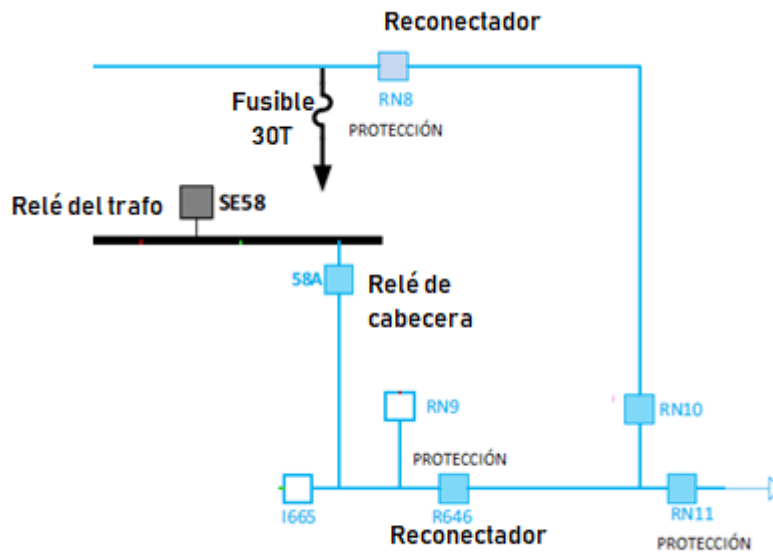 Reconectador
RN8
PROTECCIÓN
Fusible
30T
Relé del trafo
SE58
58A
Relé de
cabecera
RN9
RN10
PROTECCIÓN
I665
R646
RN11
Reconectador
PROTECCIÓN